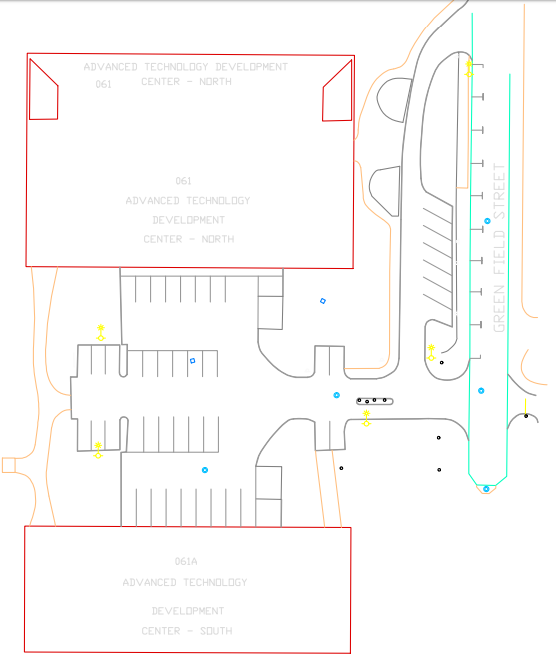 ADVANCED TECHNOLOGY DEVELOPMENT
CENTER - NORTH
061
061
ADVANCED TECHNOLOGY
DEVELOPMENT
CENTER - NORTH
GREEN FIELD STREET
061A
ADVANCED TECHNOLOGY
DEVELOPMENT
CENTER - SOUTH